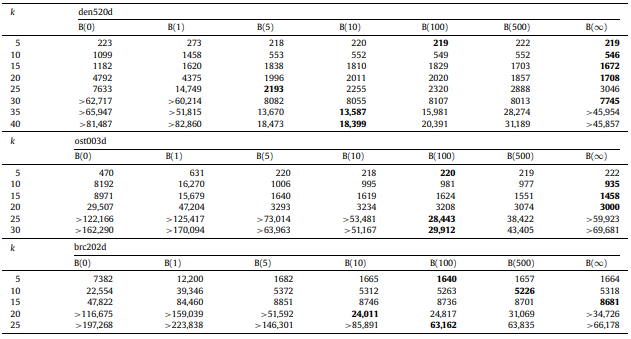 k den520d
B(0) B(1) B(5) B(10) B(100) B(500) B(∞)
5 223 273 218 220 219 222 219
10 1099 1458 553 552 549 552 546
15 1182 1620 1838 1810 1829 1703 1672
20 4792 4375 1996 2011 2020 1857 1708
25 7633 14,749 2193 2255 2320 2888 3046
30 >62,717 >60,214 8082 8055 8107 8013 7745
35 >65,947 >51,815 13,670 13,587 15,981 28,274 >45,954
40 >81,487 >82,860 18,473 18,399 20,391 31,189 >45,857
k ost003d
B(0) B(1) B(5) B(10) B(100) B(500) B(∞)
5 470 631 220 218 220 219 222
10 8192 16,270 1006 995 981 977 935
15 8971 15,679 1640 1619 1624 1551 1458
20 29,507 47,204 3293 3234 3208 3074 3000
25 >122,166 >125,417 >73,014 >53,481 28,443 38,422 >59,923
30 >162,290 >170,094 >63,963 >51,167 29,912 43,405 >69,681
k brc202d
B(0) B(1) B(5) B(10) B(100) B(500) B(∞)
5 7382 12,200 1682 1665 1640 1657 1664
10 22,554 39,346 5372 5312 5263 5226 5318
15 47,822 84,460 8851 8746 8736 8701 8681
20 >116,675 >159,039 >51,592 24,011 24,817 31,069 >34,726
25 >197,268 >223,838 >146,301 >85,891 63,162 63,835 >66,178